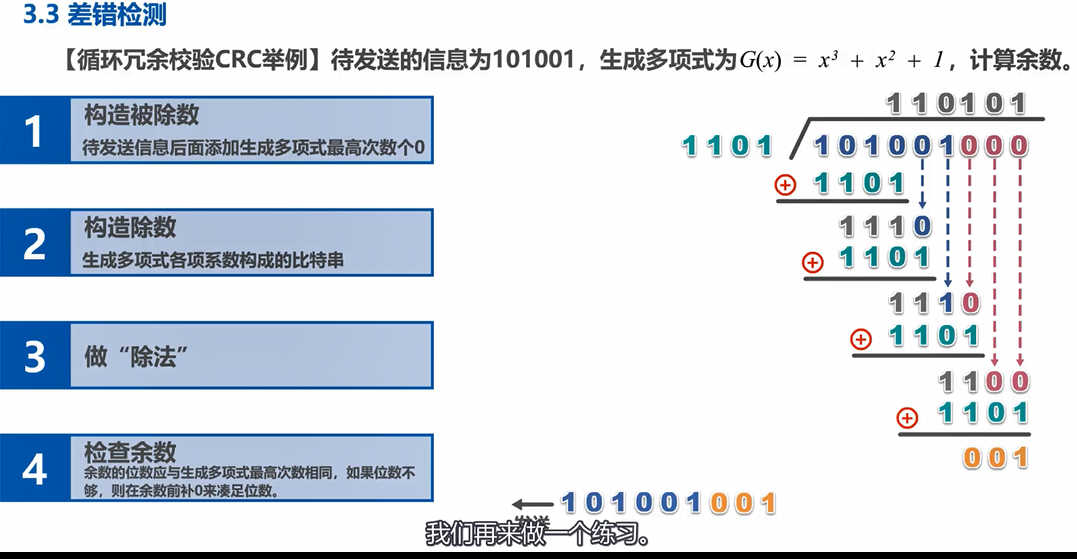 3.3 差错检测
【循环冗余校验CRC举例】待发送的信息为101001，生成多项式为G(x) = x³ + x² + 1，计算余数。
1
构造被除数
待发送信息后面添加生成多项式最高次数个0
2
构造除数
生成多项式各项系数构成的比特串
3
做“除法”
4
检查余数
余数的位数应与生成多项式最高次数相同，如果位数不
够，则在余数前补0来凑足位数。
110101
1101
101001000
⊕ 1101
1110
⊕ 1101
1110
⊕ 1101
1100
⊕ 1101
001
101001001
发送
我们再来做一个练习。